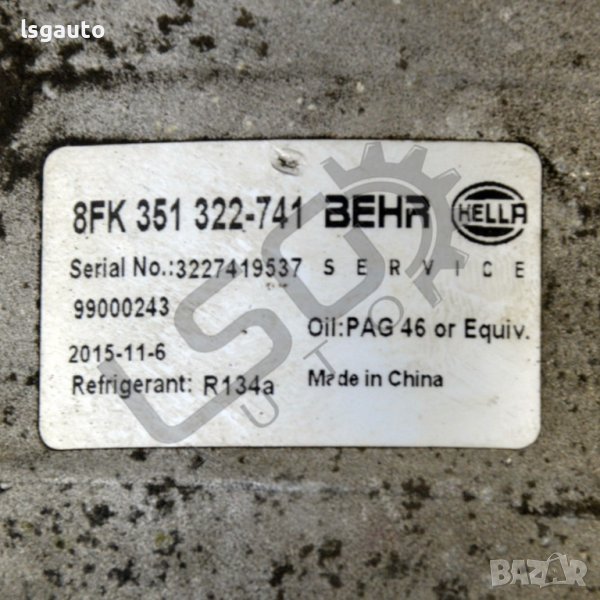 lsgauto
8FK 351 322-741 BEHR HELLA
Serial No.:3227419537 SERVICE
99000243
Oil:PAG 46 or Equiv.
2015-11-6
Refrigerant: R134a
Made in China
BAZAR